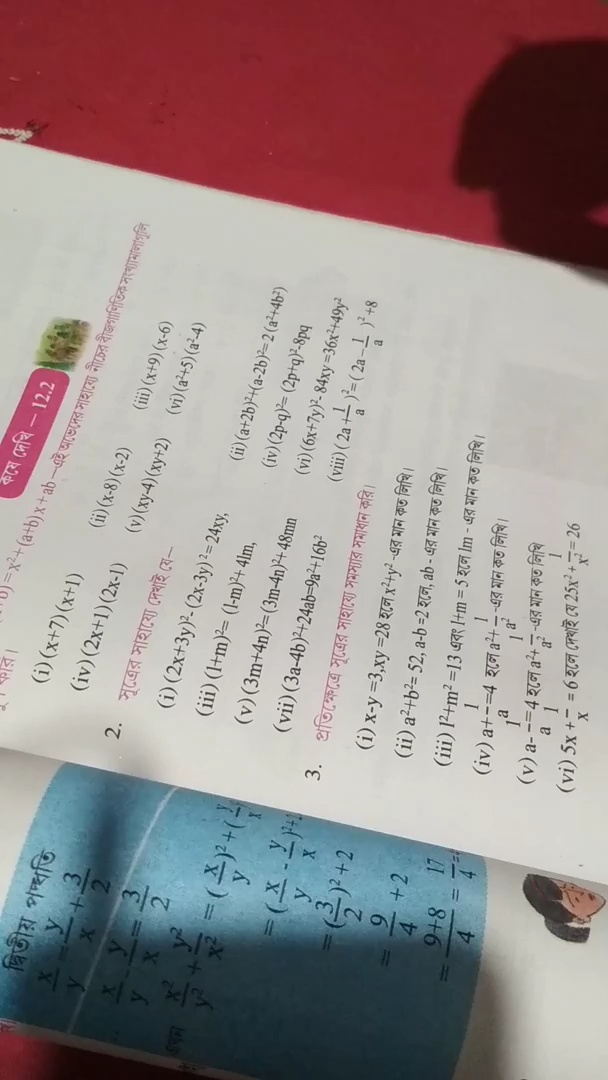 কষে দেখি – 12.2
= x²+(a+b)x+ab –এই অভেদের সাহায্যে নীচের বীজগাণিতিক সংখ্যামালাগুলি
করি।
(i) (x+7)(x+1) (ii) (x-8)(x-2) (iii) (x+9)(x-6)
(iv) (2x+1)(2x-1) (v) (xy-4)(xy+2) (vi) (a²+5)(a²-4)
2. সূত্রের সাহায্যে দেখাই যে—
(i) (2x+3y)²- (2x-3y)²= 24xy, (ii) (a+2b)²+(a-2b)²= 2(a²+4b²)
(iii) (l+m)²= (l-m)²+ 4lm, (iv) (2p-q)²= (2p+q)²-8pq
(v) (3m+4n)²=(3m-4n)²+48mn (vi) (6x+7y)²- 84xy =36x²+49y²
(vii) (3a-4b)²+24ab=9a²+16b² (viii) (2a+1/a)²= (2a-1/a)²+8
3. প্রতিক্ষেত্রে সূত্রের সাহায্যে সমস্যার সমাধান করি।
(i) x-y =3,xy =28 হলে, x²+y²-এর মান কত লিখি।
(ii) a²+b²= 52, a-b =2 হলে, ab - এর মান কত লিখি।
(iii) l²+m² =13 এবং l+m = 5 হলে lm - এর মান কত লিখি।
(iv) a+1/a=4 হলে a²+1/a²-এর মান কত লিখি।
(v) a-1/a=4 হলে a²+1/a²-এর মান কত লিখি
(vi) 5x+1/x= 6 হলে দেখাই যে 25x²+1/x²= 26
দ্বিতীয় পদ্ধতি
x/y = y/x + 3/2
x/y - y/x = 3/2
এখন x²/y² + y²/x² = (x/y)²+(y/x
= (x/y - y/x)²+2
= (3/2)²+2
= 9/4 + 2
= 9+8/4 = 17/4 =